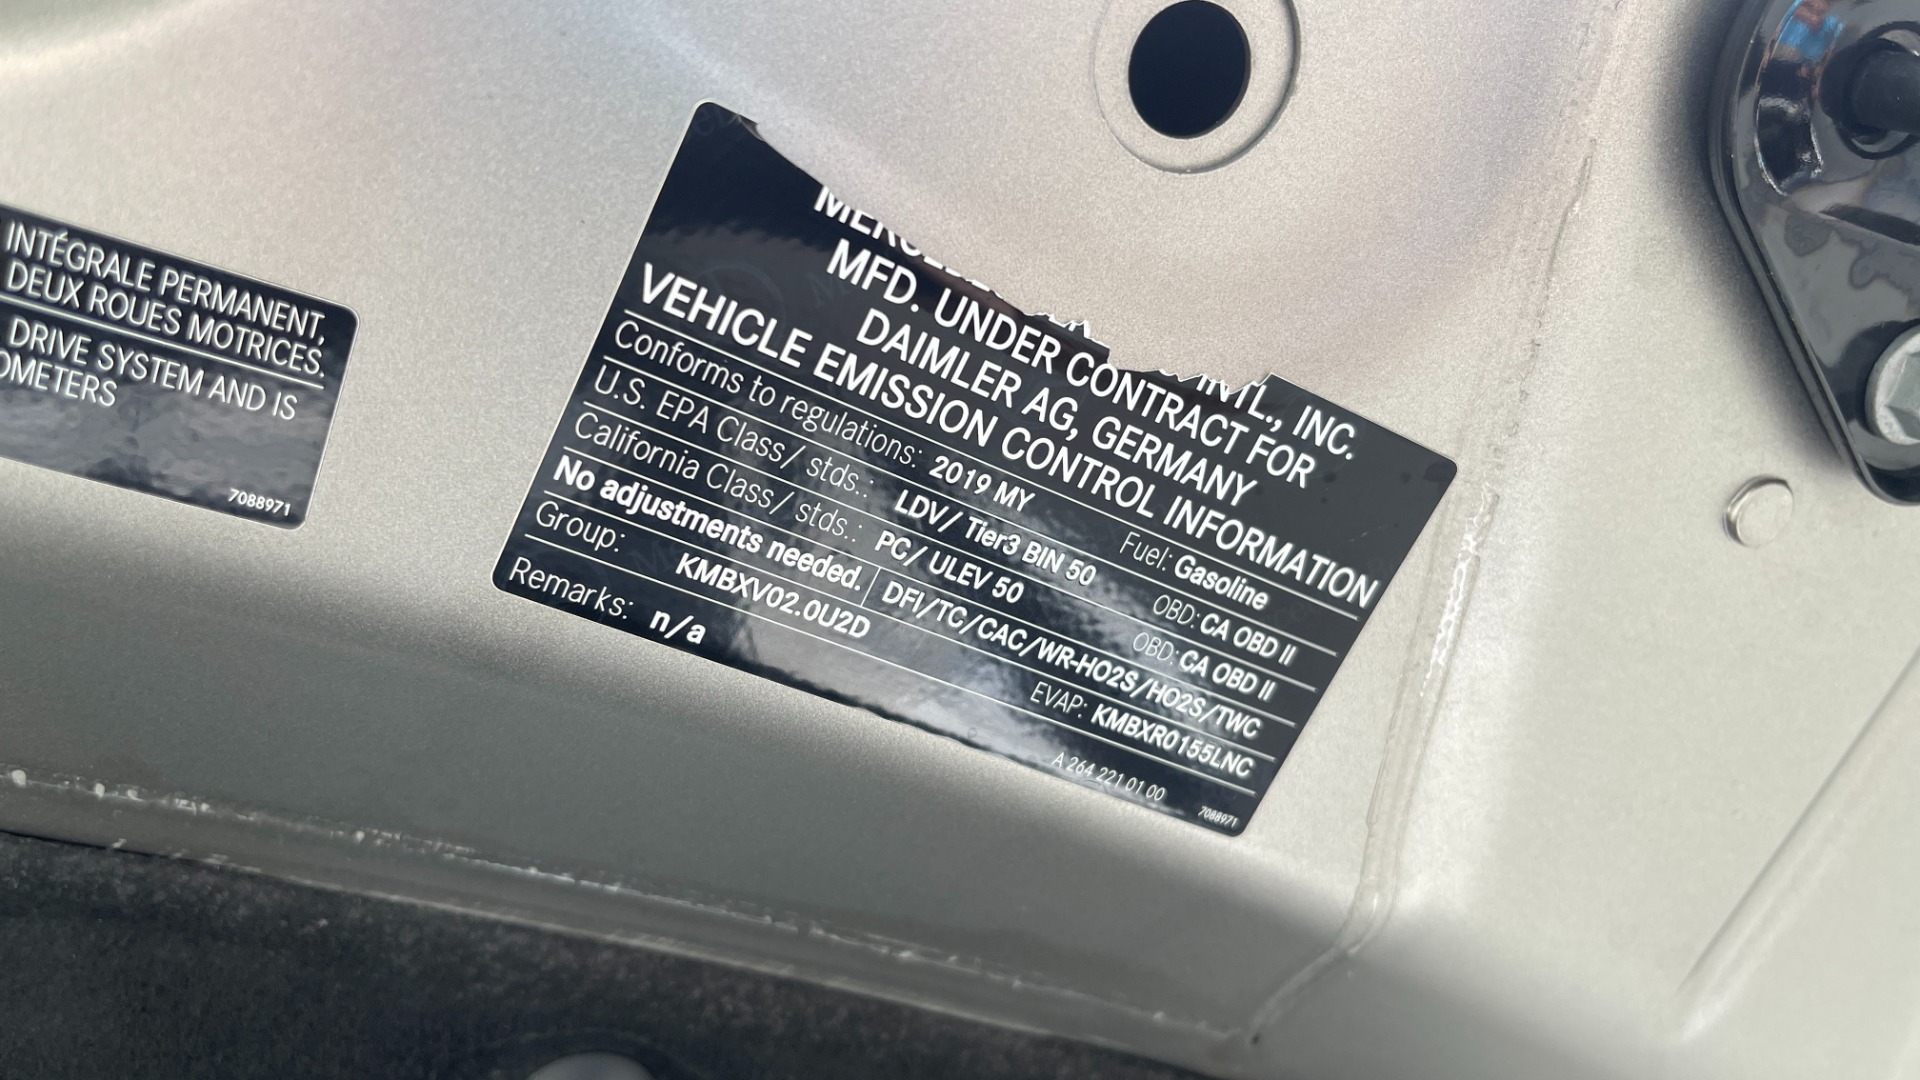 INTÉGRALE PERMANENT,
DEUX ROUES MOTRICES.
DRIVE SYSTEM AND IS
OMETERS
7088971
INTL., INC.
MFD. UNDER CONTRACT FOR
DAIMLER AG, GERMANY
VEHICLE EMISSION CONTROL INFORMATION
Conforms to regulations: 2019 MY Fuel: Gasoline
U.S. EPA Class/ stds.: LDV/ Tier3 BIN 50 OBD: CA OBD II
California Class/ stds.: PC/ ULEV 50 OBD: CA OBD II
No adjustments needed. DFI/TC/CAC/WR-HO2S/HO2S/TWC
Group: KMBXV02.0U2D EVAP: KMBXR0155LNC
Remarks: n/a
A 264 221 01 00
7088971